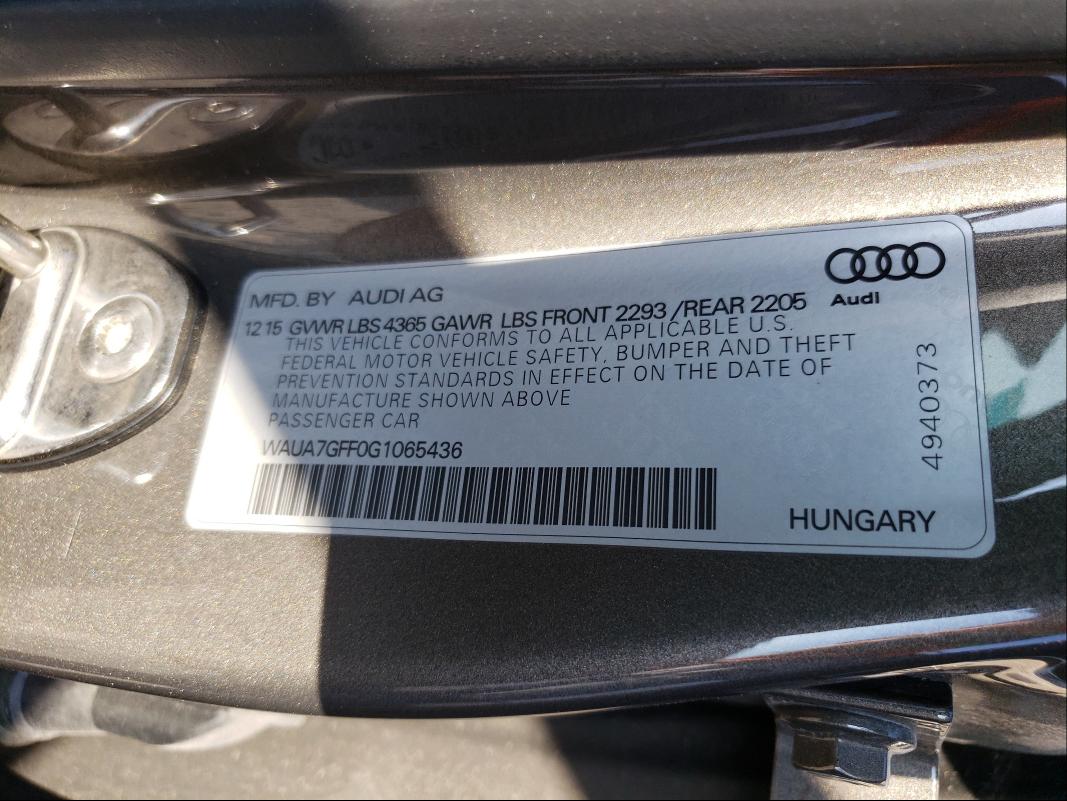 MFD. BY AUDI AG
Audi
12 15 GVWR LBS 4365 GAWR LBS FRONT 2293 /REAR 2205
THIS VEHICLE CONFORMS TO ALL APPLICABLE U.S.
FEDERAL MOTOR VEHICLE SAFETY, BUMPER AND THEFT
PREVENTION STANDARDS IN EFFECT ON THE DATE OF
MANUFACTURE SHOWN ABOVE
PASSENGER CAR
WAUA7GFF0G1065436
4940373
HUNGARY